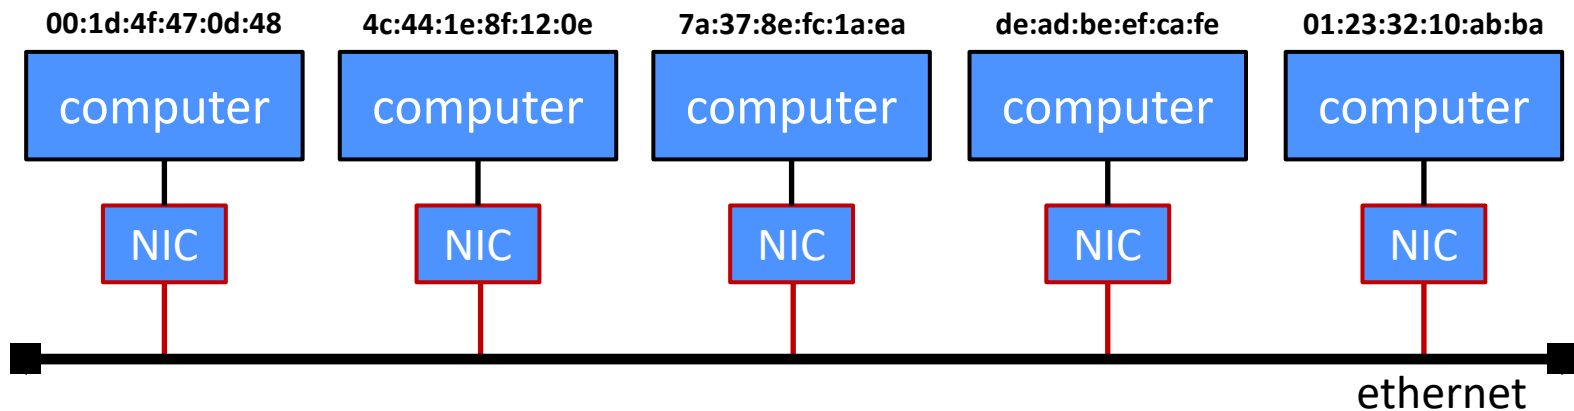 00:1d:4f:47:0d:48 4c:44:1e:8f:12:0e 7a:37:8e:fc:1a:ea de:ad:be:ef:ca:fe 01:23:32:10:ab:ba
computer computer computer computer computer
NIC NIC NIC NIC NIC
ethernet